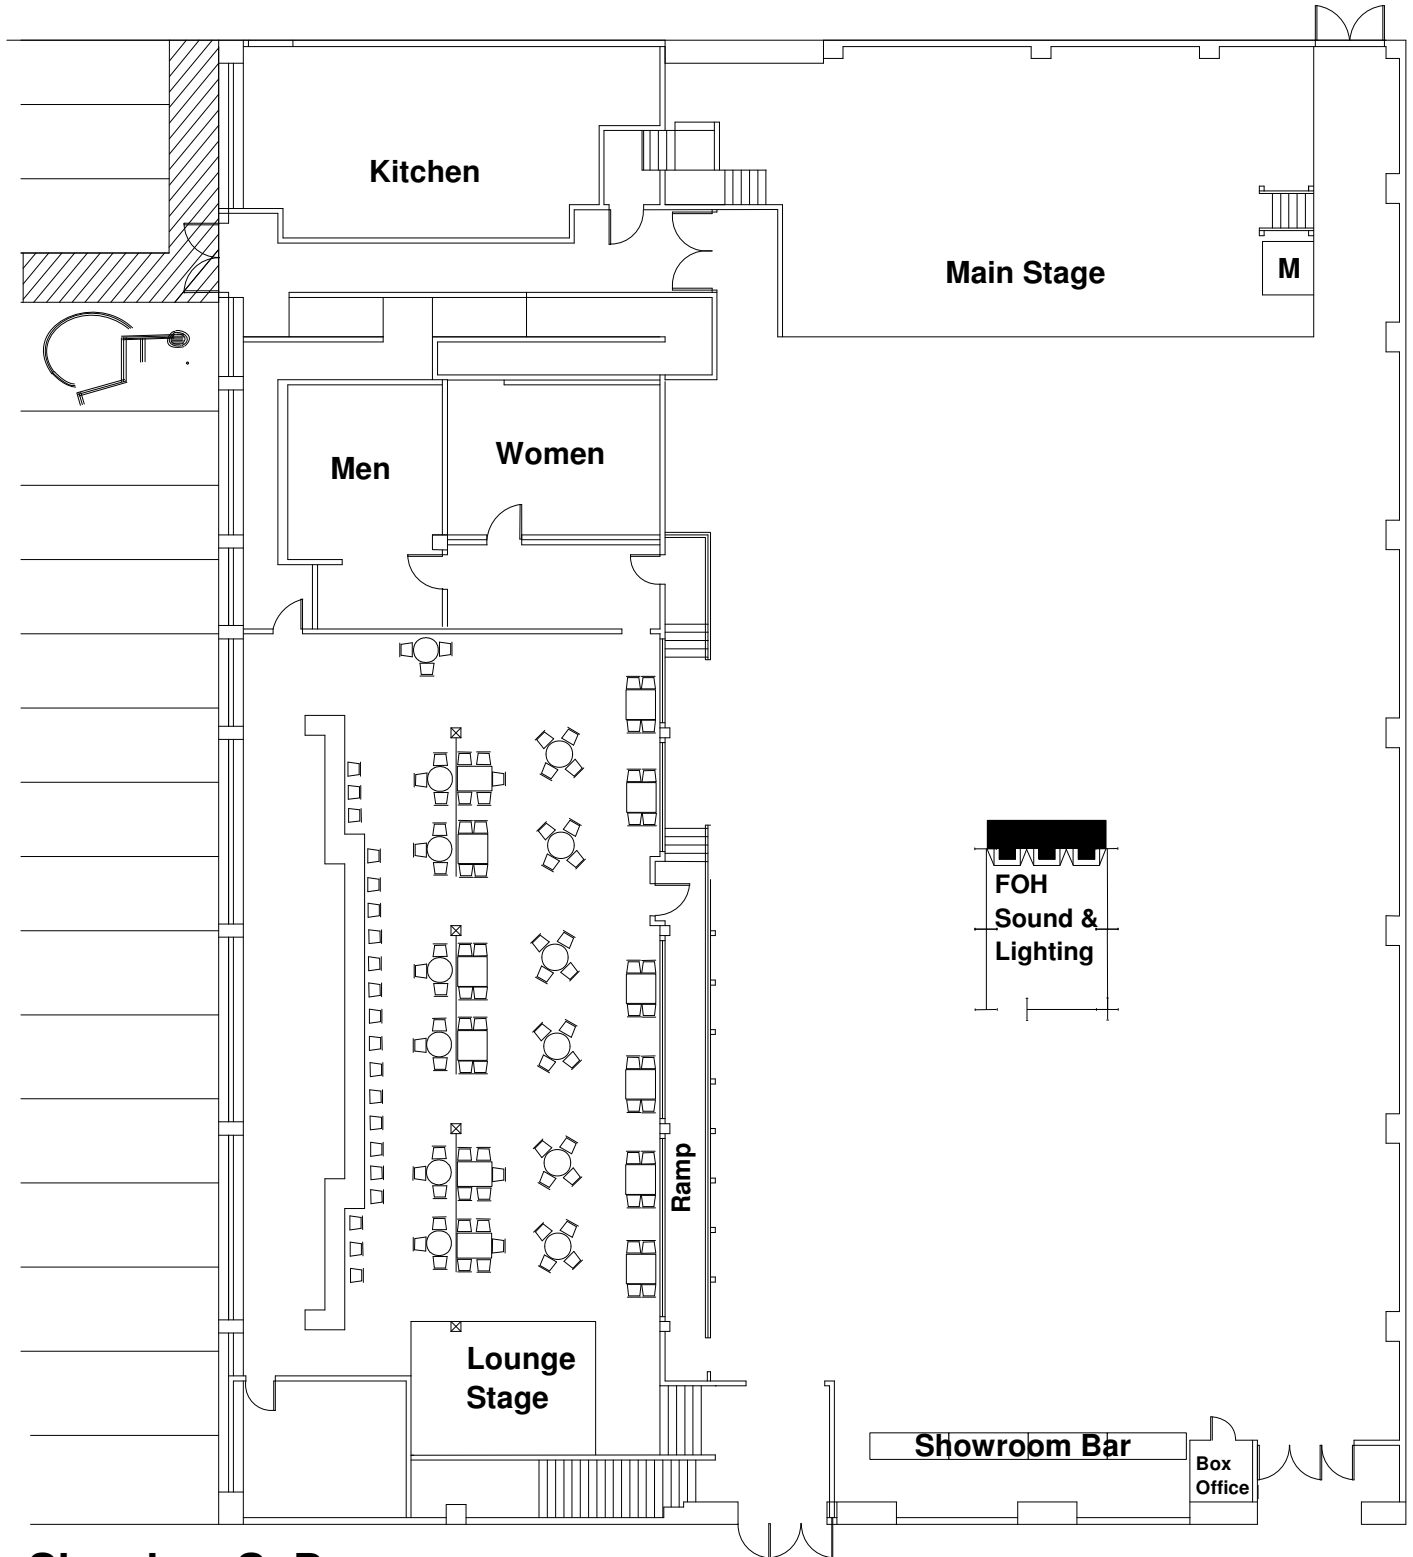 Kitchen
Main Stage
M
Men
Women
FOH
Sound &
Lighting
Ramp
Lounge
Stage
Showroom Bar
Box
Office